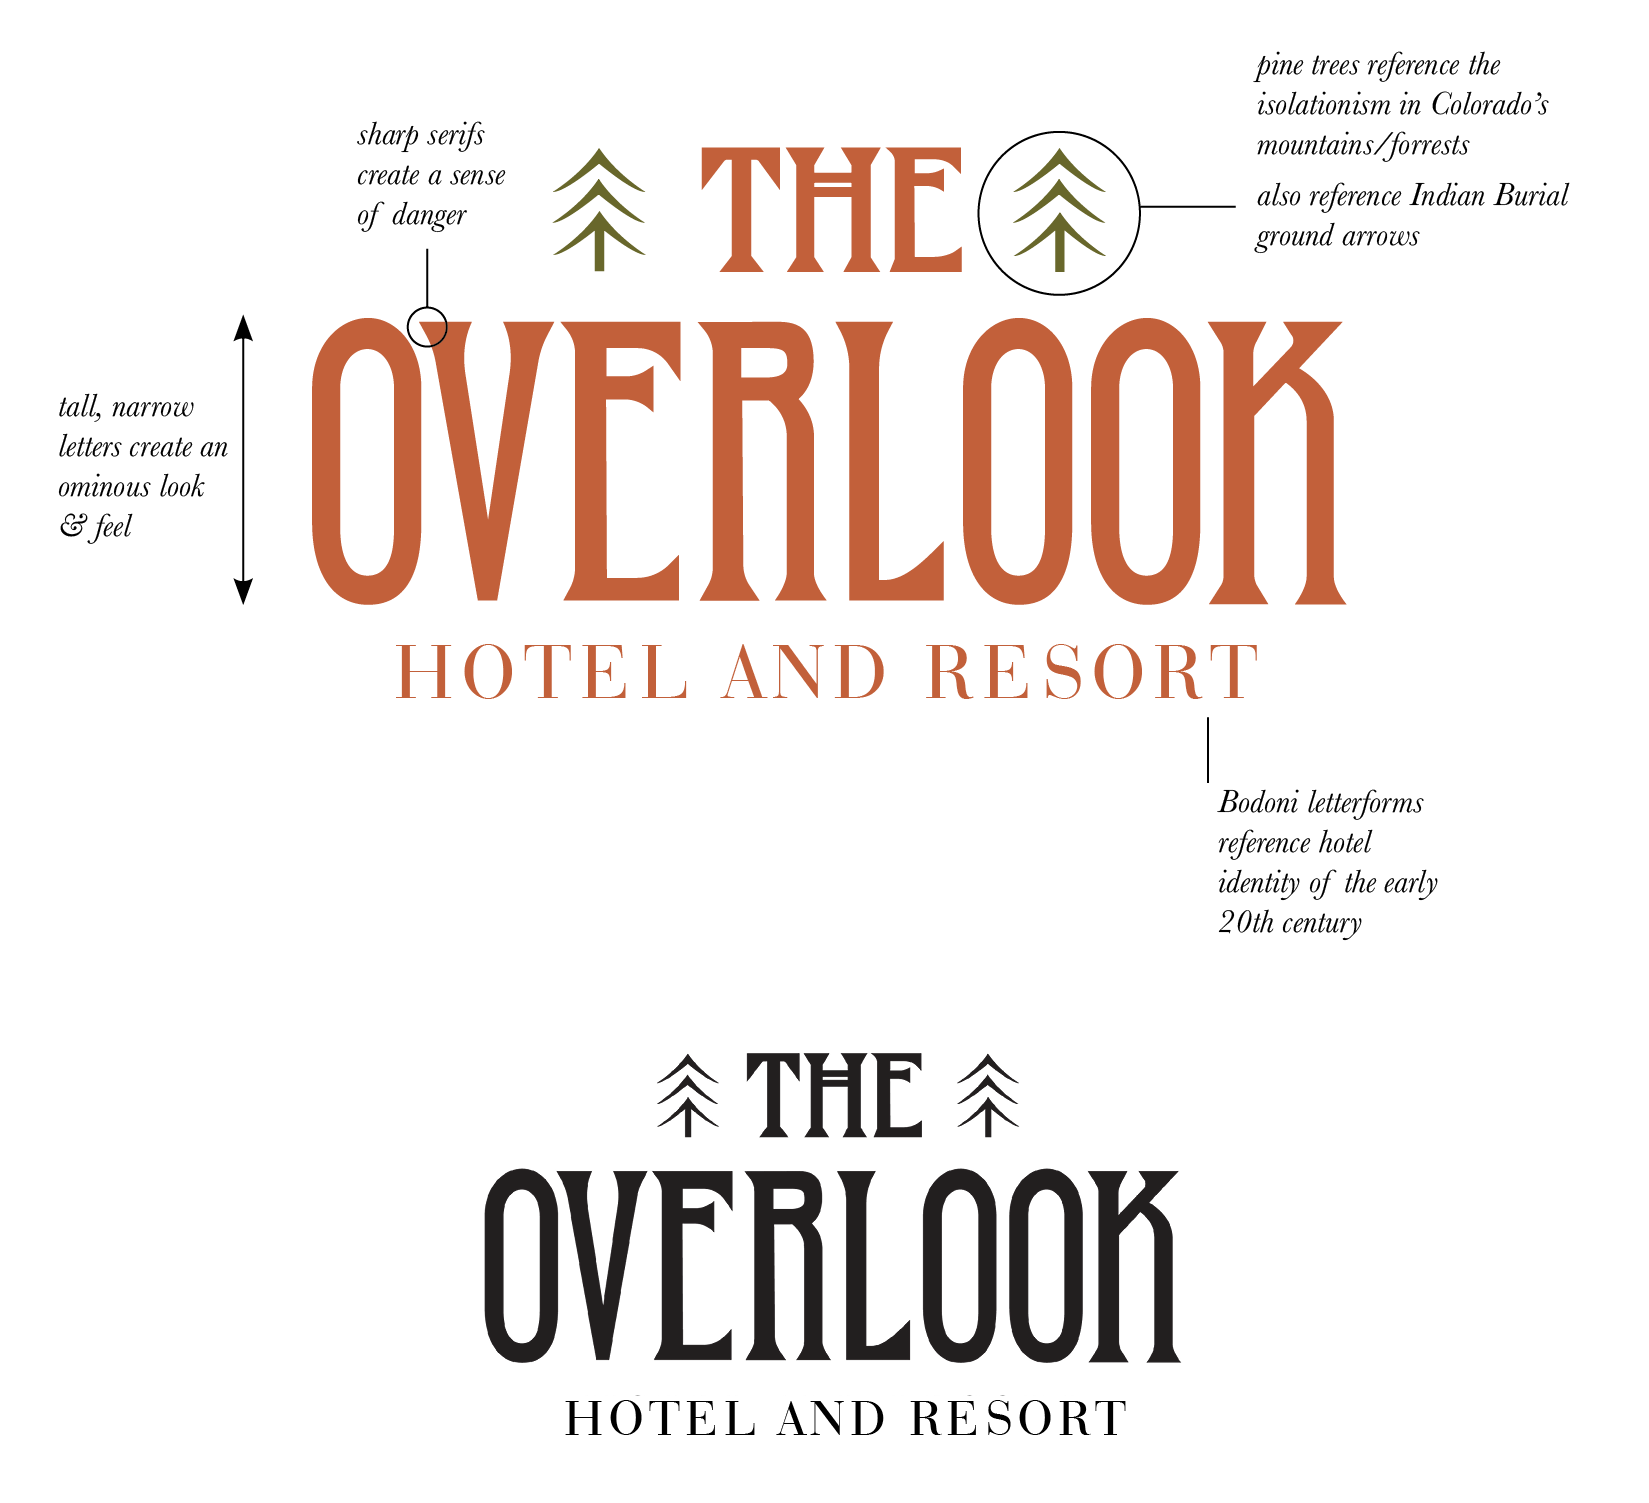 pine trees reference the
isolationism in Colorado's
mountains/forrests
also reference Indian Burial
ground arrows
sharp serifs
create a sense
of danger
THE
OVERLOOK
HOTEL AND RESORT
tall, narrow
letters create an
ominous look
& feel
Bodoni letterforms
reference hotel
identity of the early
20th century
THE
OVERLOOK
HOTEL AND RESORT